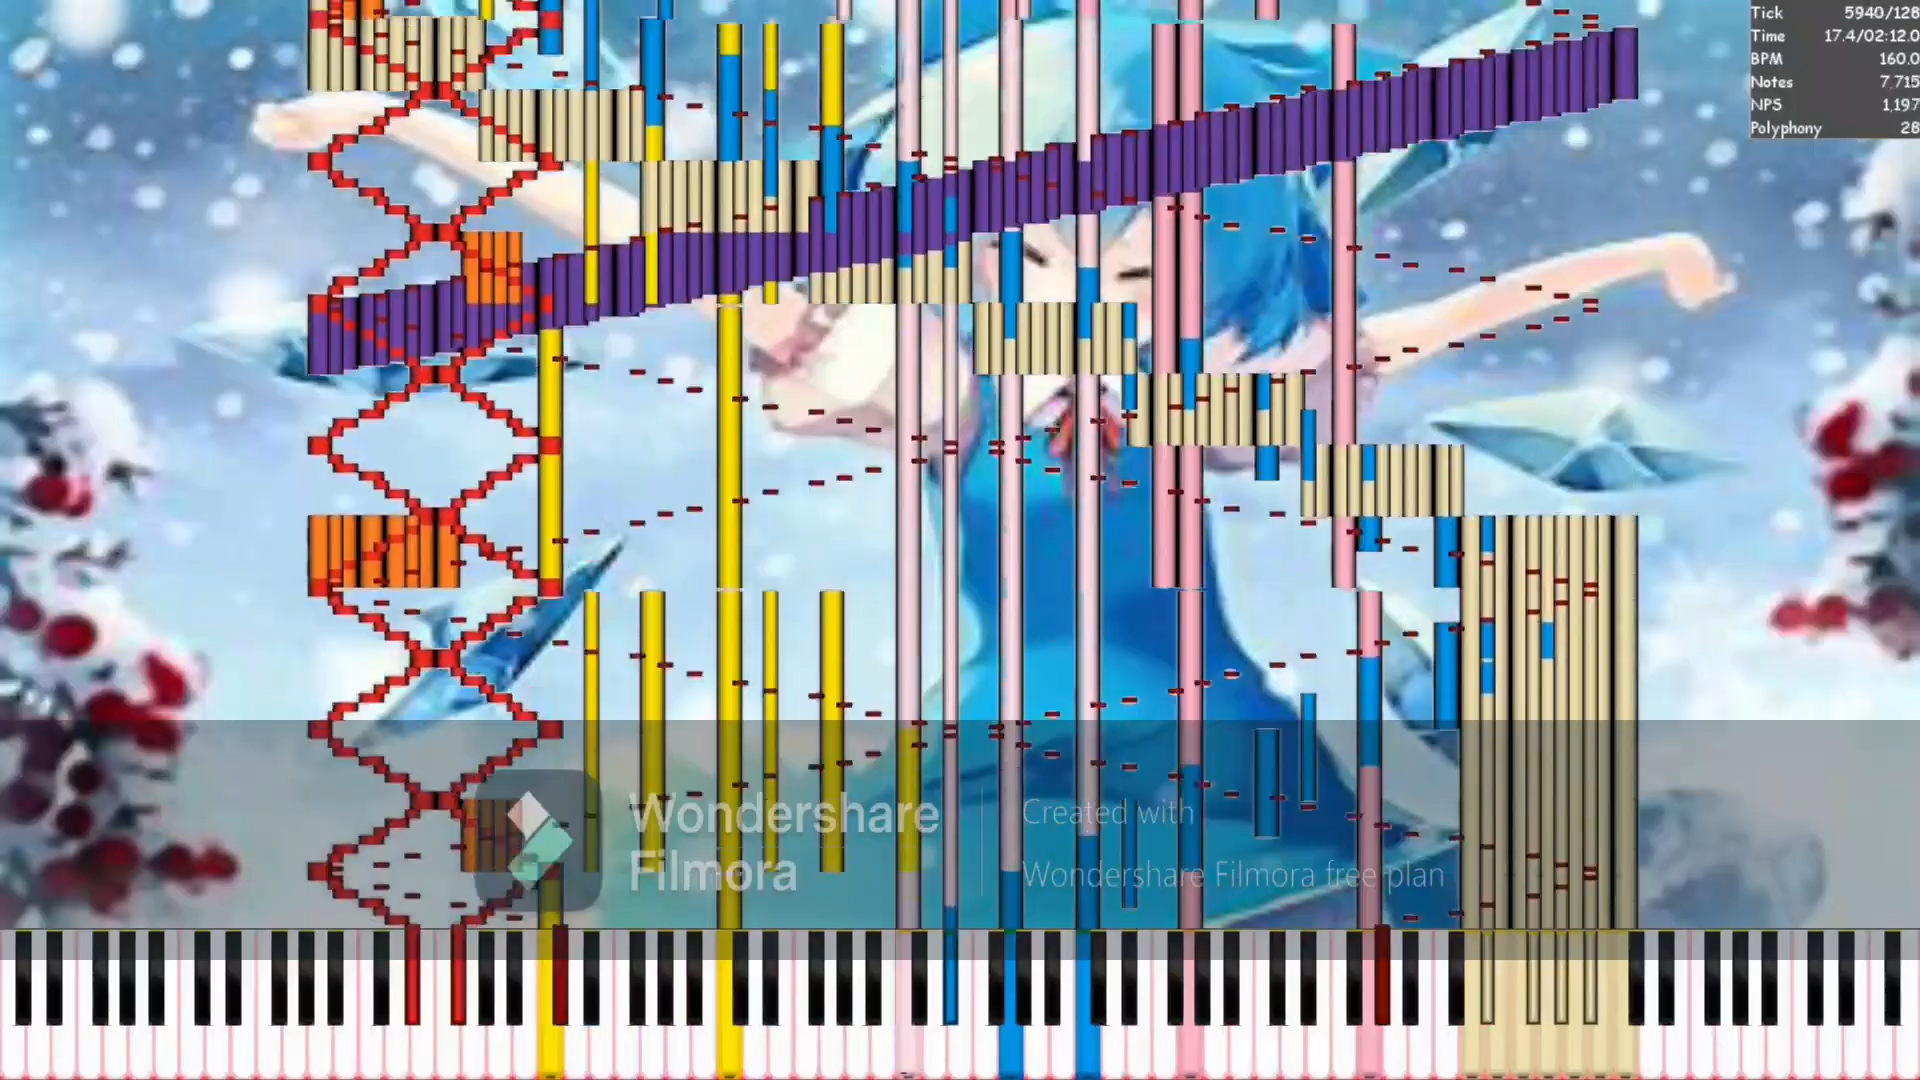 Tick 5940/128
Time 17.4/02:12.0
BPM 160.0
Notes 7,715
NPS 1,197
Polyphony 28
Wondershare
Filmora
Created with
Wondershare Filmora free plan